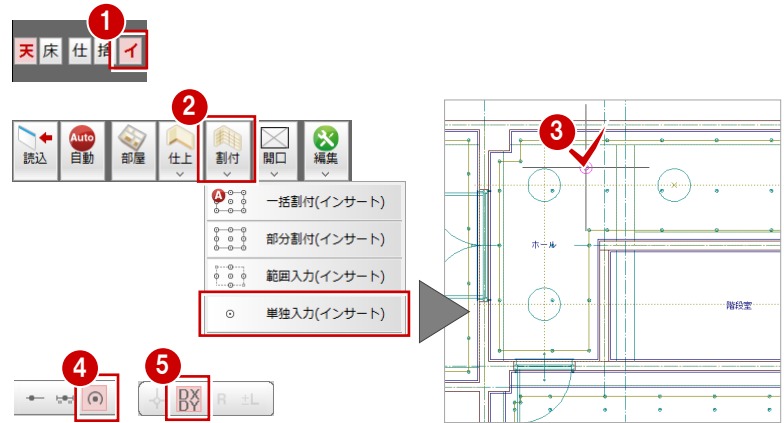 1
天 床 仕 捨 イ
2
読込 Auto 自動 部屋 仕上 割付 開口 編集
A 一括割付(インサート)
部分割付(インサート)
範囲入力(インサート)
単独入力(インサート)
3
ホール
階段室
4
5
DX
DY
R ±L